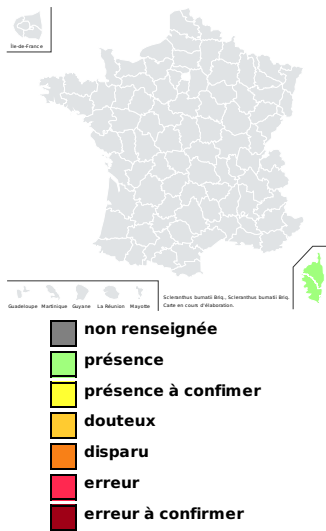 Île-de-France
Guadeloupe Martinique Guyane La Réunion Mayotte
Scleranthus burnatii Briq., Scleranthus burnatii Briq.
Carte en cours d'élaboration.
non renseignée
présence
présence à confimer
douteux
disparu
erreur
erreur à confirmer